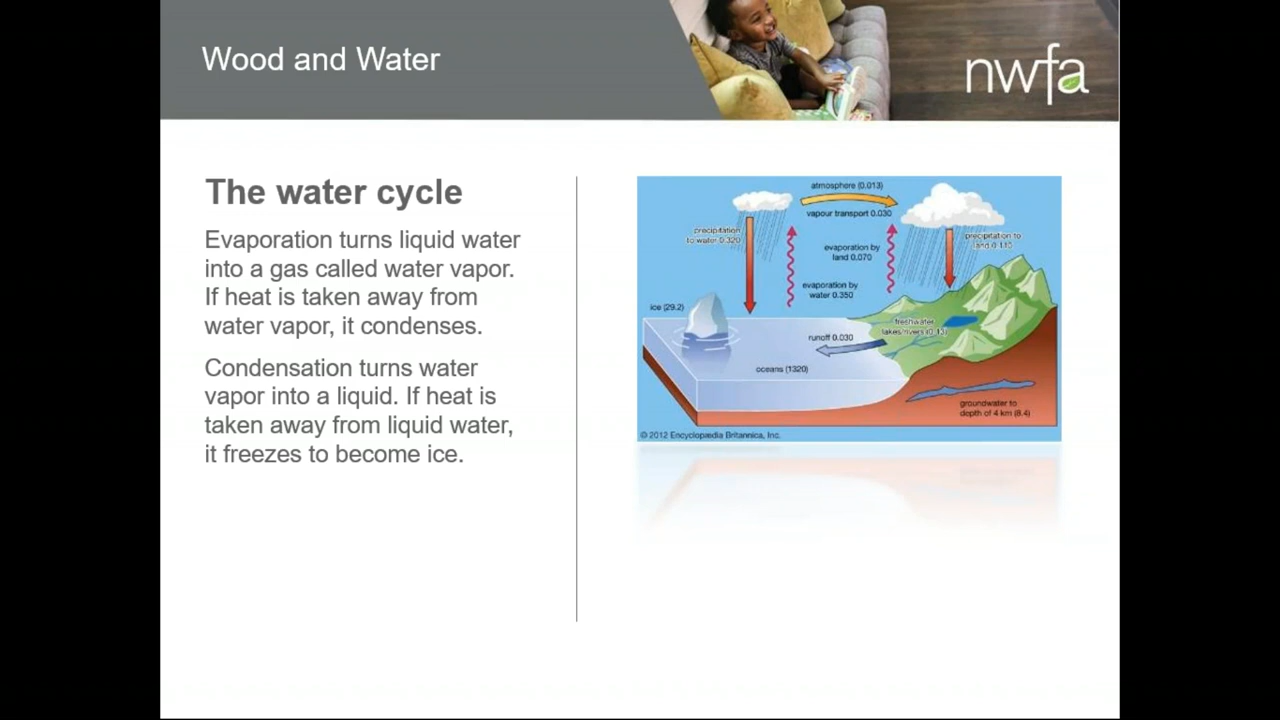 Wood and Water
nwfa
The water cycle
Evaporation turns liquid water
into a gas called water vapor.
If heat is taken away from
water vapor, it condenses.
Condensation turns water
vapor into a liquid. If heat is
taken away from liquid water,
it freezes to become ice.
atmosphere (0.013)
vapour transport 0.030
precipitation
to water 0.320
evaporation by
land 0.070
precipitation to
land 0.110
evaporation by
water 0.350
ice (29.2)
freshwater
lakes/rivers (0.13)
runoff 0.030
oceans (1320)
groundwater to
depth of 4 km (8.4)
© 2012 Encyclopædia Britannica, Inc.